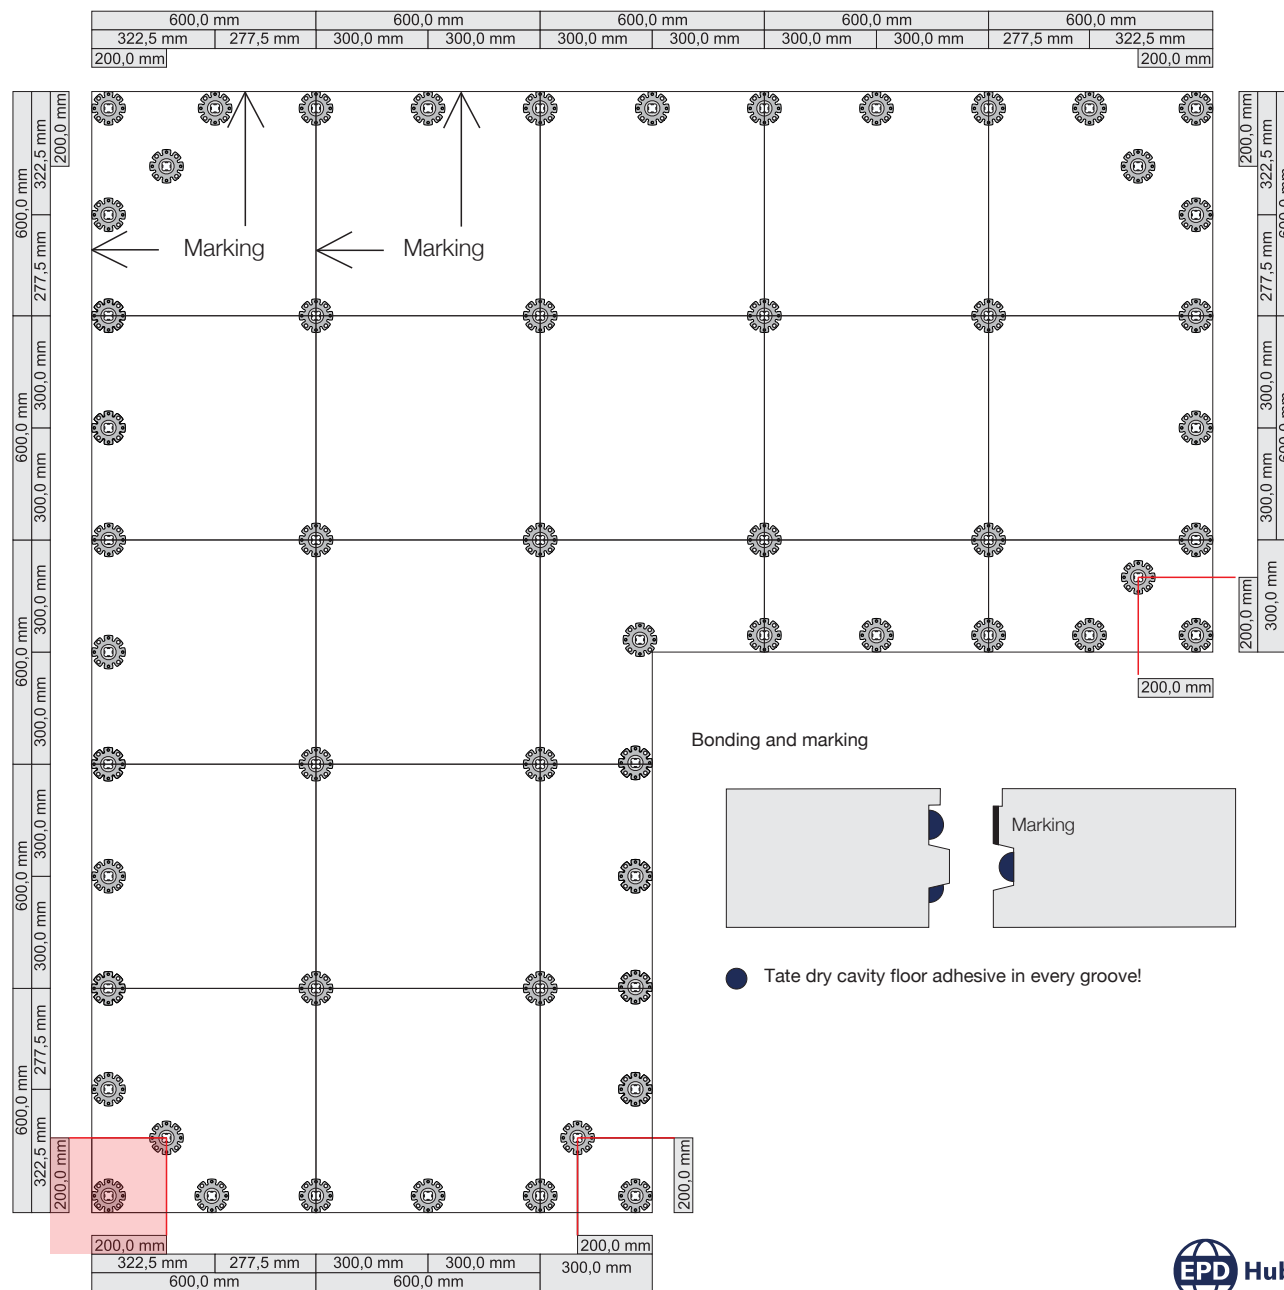 600,0 mm 600,0 mm 600,0 mm 600,0 mm 600,0 mm
322,5 mm 277,5 mm 300,0 mm 300,0 mm 300,0 mm 300,0 mm 300,0 mm 300,0 mm 277,5 mm 322,5 mm
200,0 mm 200,0 mm
600,0 mm 600,0 mm 600,0 mm 600,0 mm 600,0 mm
322,5 mm 277,5 mm 300,0 mm 300,0 mm 300,0 mm 300,0 mm 300,0 mm 300,0 mm 277,5 mm 322,5 mm
200,0 mm 200,0 mm
Marking Marking
200,0 mm 200,0 mm
322,5 mm 277,5 mm 300,0 mm 300,0 mm 300,0 mm
600,0 mm 600,0 mm
200,0 mm
Bonding and marking
Marking
Tate dry cavity floor adhesive in every groove!
200,0 mm
200,0 mm 200,0 mm
322,5 mm 277,5 mm 300,0 mm 300,0 mm 300,0 mm
600,0 mm 600,0 mm
EPD Hub